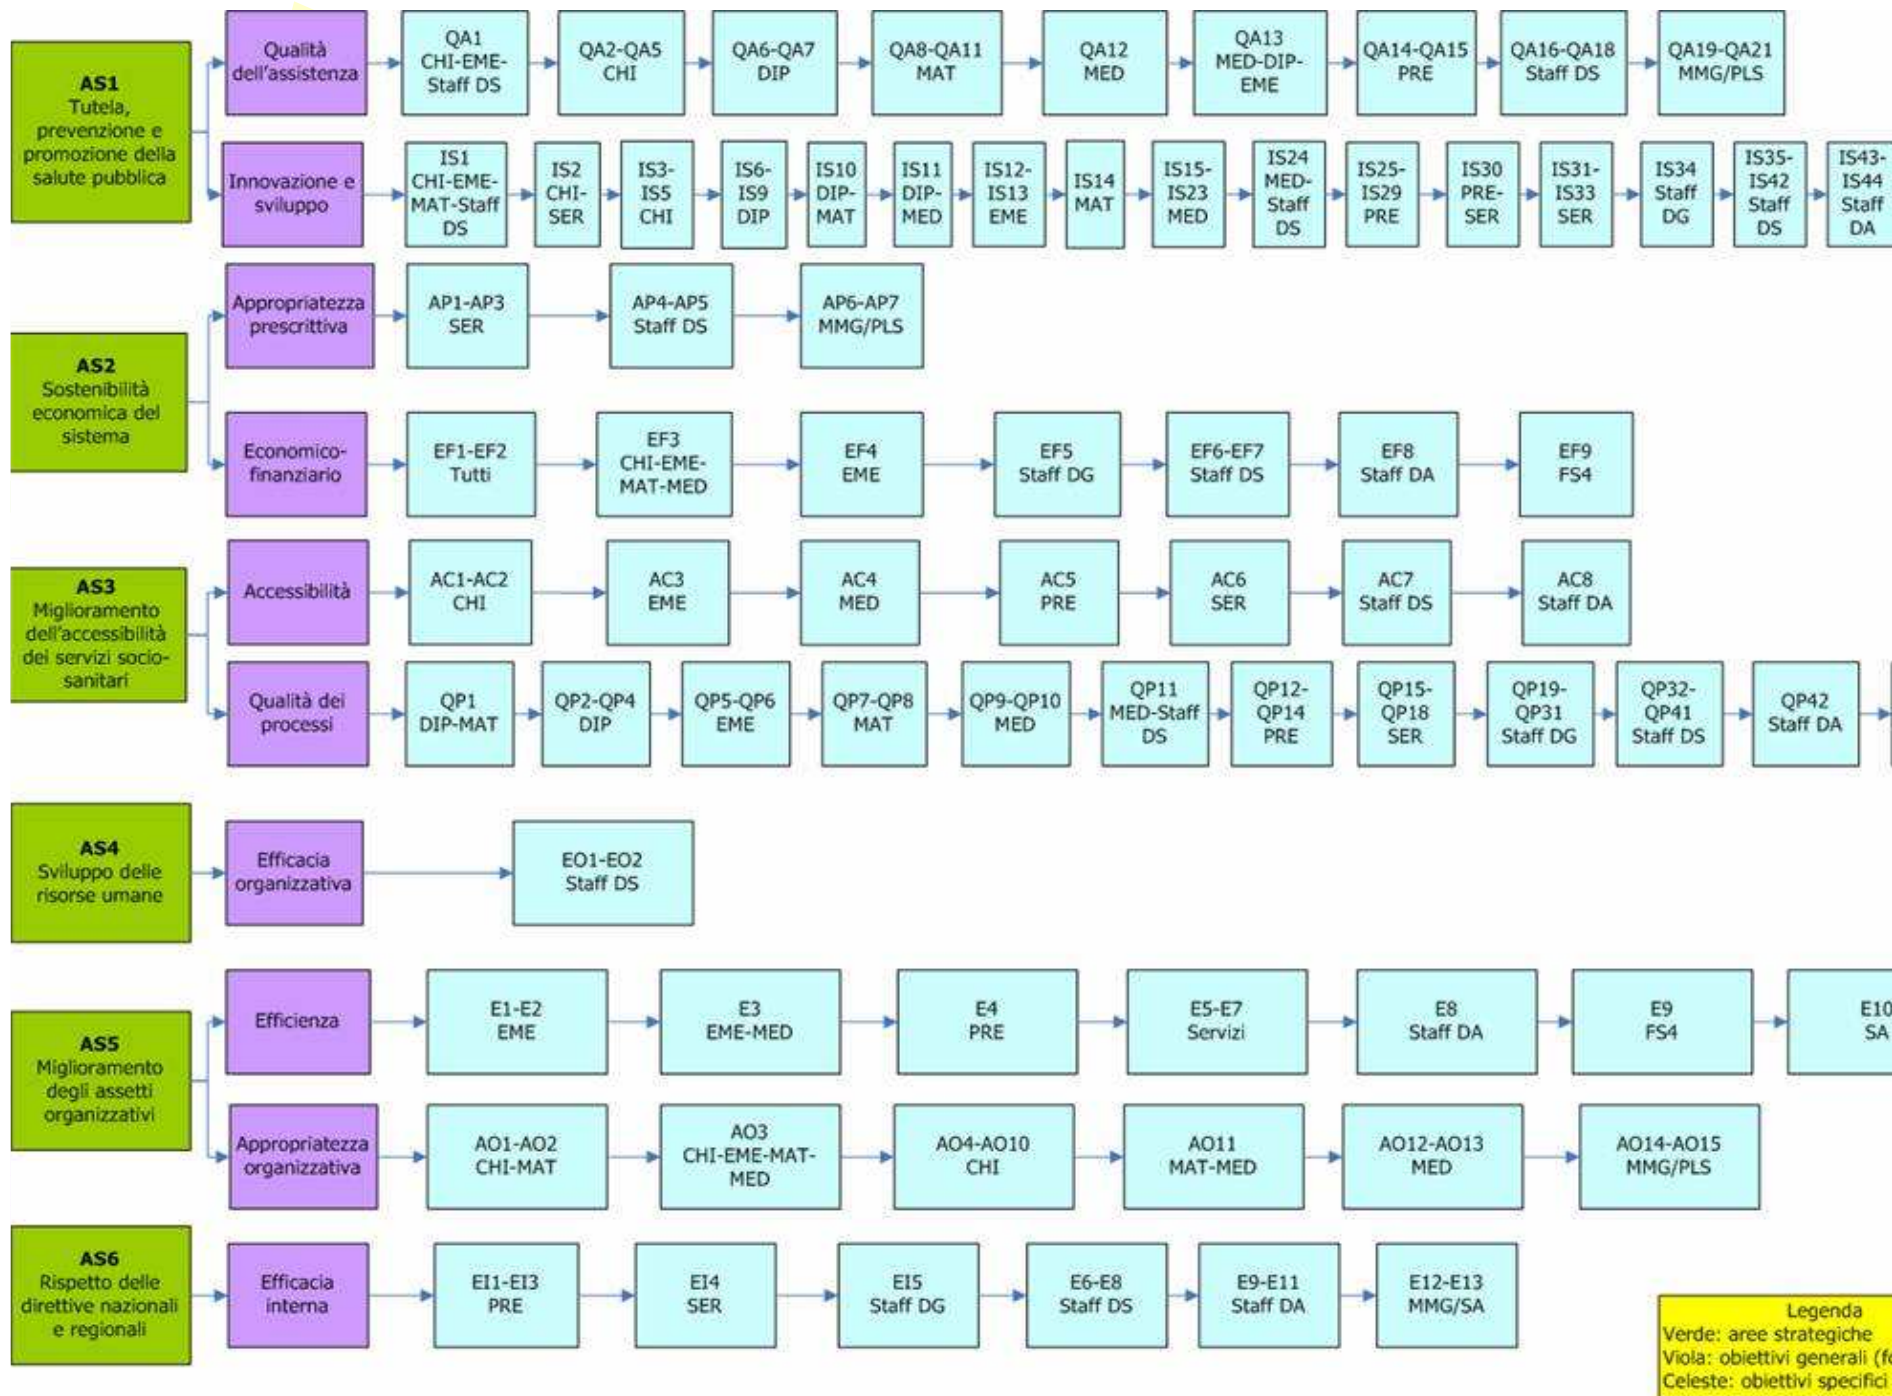 AS1
Tutela,
prevenzione e
promozione della
salute pubblica
Qualità
dell'assistenza
QA1
CHI-EME-
Staff DS
QA2-QA5
CHI
QA6-QA7
DIP
QA8-QA11
MAT
QA12
MED
QA13
MED-DIP-
EME
QA14-QA15
PRE
QA16-QA18
Staff DS
QA19-QA21
MMG/PLS
Innovazione e
sviluppo
IS1
CHI-EME-
MAT-Staff
DS
IS2
CHI-
SER
IS3-
IS5
CHI
IS6-
IS9
DIP
IS10
DIP-
MAT
IS11
DIP-
MED
IS12-
IS13
EME
IS14
MAT
IS15-
IS23
MED
IS24
MED-
Staff
DS
IS25-
IS29
PRE
IS30
PRE-
SER
IS31-
IS33
SER
IS34
Staff
DG
IS35-
IS42
Staff
DS
IS43-
IS44
Staff
DA
AS2
Sostenibilità
economica del
sistema
Appropriatezza
prescrittiva
AP1-AP3
SER
AP4-AP5
Staff DS
AP6-AP7
MMG/PLS
Economico-
finanziario
EF1-EF2
Tutti
EF3
CHI-EME-
MAT-MED
EF4
EME
EF5
Staff DG
EF6-EF7
Staff DS
EF8
Staff DA
EF9
FS4
AS3
Miglioramento
dell'accessibilità
dei servizi socio-
sanitari
Accessibilità
AC1-AC2
CHI
AC3
EME
AC4
MED
AC5
PRE
AC6
SER
AC7
Staff DS
AC8
Staff DA
Qualità dei
processi
QP1
DIP-MAT
QP2-QP4
DIP
QP5-QP6
EME
QP7-QP8
MAT
QP9-QP10
MED
QP11
MED-Staff
DS
QP12-
QP14
PRE
QP15-
QP18
SER
QP19-
QP31
Staff DG
QP32-
QP41
Staff DS
QP42
Staff DA
AS4
Sviluppo delle
risorse umane
Efficacia
organizzativa
EO1-EO2
Staff DS
AS5
Miglioramento
degli assetti
organizzativi
Efficienza
E1-E2
EME
E3
EME-MED
E4
PRE
E5-E7
Servizi
E8
Staff DA
E9
FS4
E10
SA
Appropriatezza
organizzativa
AO1-AO2
CHI-MAT
AO3
CHI-EME-MAT-
MED
AO4-AO10
CHI
AO11
MAT-MED
AO12-AO13
MED
AO14-AO15
MMG/PLS
AS6
Rispetto delle
direttive nazionali
e regionali
Efficacia
interna
EI1-EI3
PRE
EI4
SER
EI5
Staff DG
E6-E8
Staff DS
E9-E11
Staff DA
E12-E13
MMG/SA
Legenda
Verde: aree strategiche
Viola: obiettivi generali
Celeste: obiettivi specifici